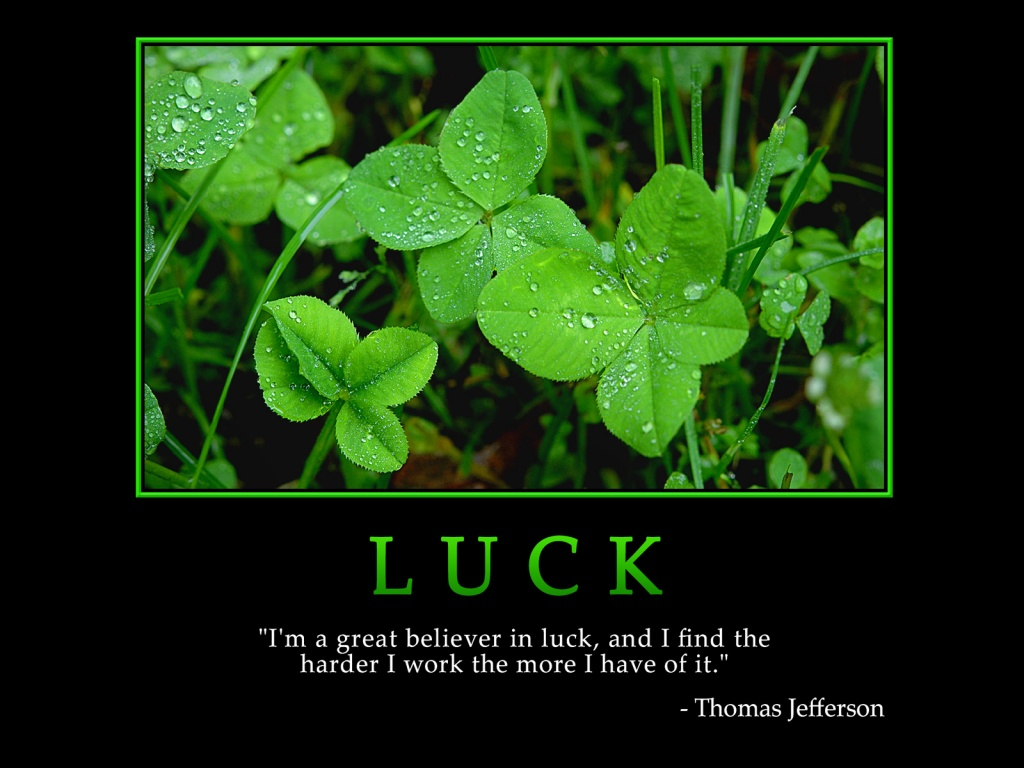 LUCK
"I'm a great believer in luck, and I find the
harder I work the more I have of it."
- Thomas Jefferson